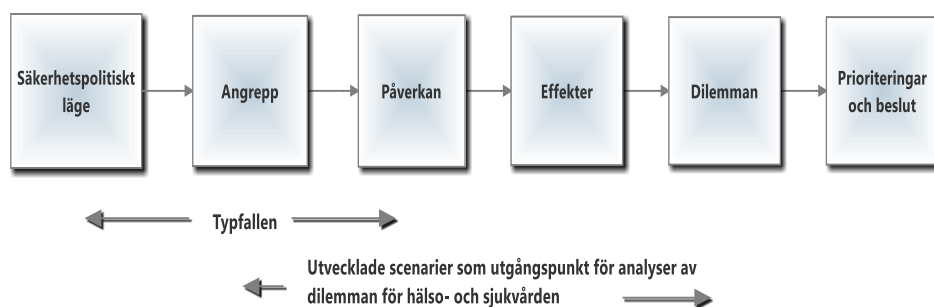 Säkerhetspolitiskt
läge
Angrepp
Påverkan
Effekter
Dilemman
Prioriteringar
och beslut
Typfallen
Utvecklade scenarier som utgångspunkt för analyser av
dilemman för hälso- och sjukvården